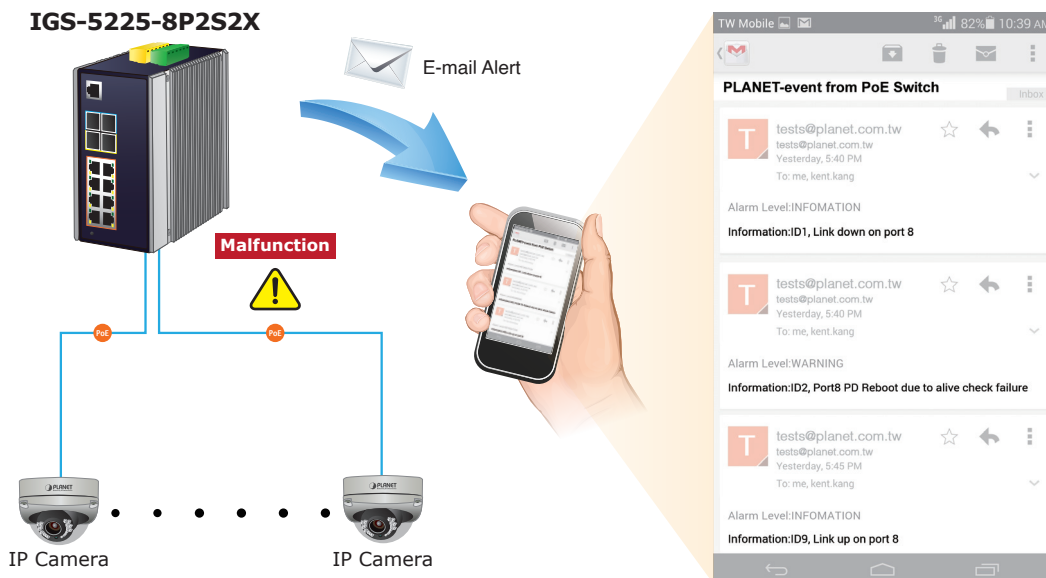 IGS-5225-8P2S2X
E-mail Alert
Malfunction
PoE
PoE
PLANET
PLANET
IP Camera
IP Camera
TW Mobile
3G 82% 10:39 AM
PLANET-event from PoE Switch
Inbox
T
tests@planet.com.tw
tests@planet.com.tw
Yesterday, 5:40 PM
To: me, kent.kang
Alarm Level:INFOMATION
Information:ID1, Link down on port 8
T
tests@planet.com.tw
tests@planet.com.tw
Yesterday, 5:40 PM
To: me, kent.kang
Alarm Level:WARNING
Information:ID2, Port8 PD Reboot due to alive check failure
T
tests@planet.com.tw
tests@planet.com.tw
Yesterday, 5:45 PM
To: me, kent.kang
Alarm Level:INFOMATION
Information:ID9, Link up on port 8